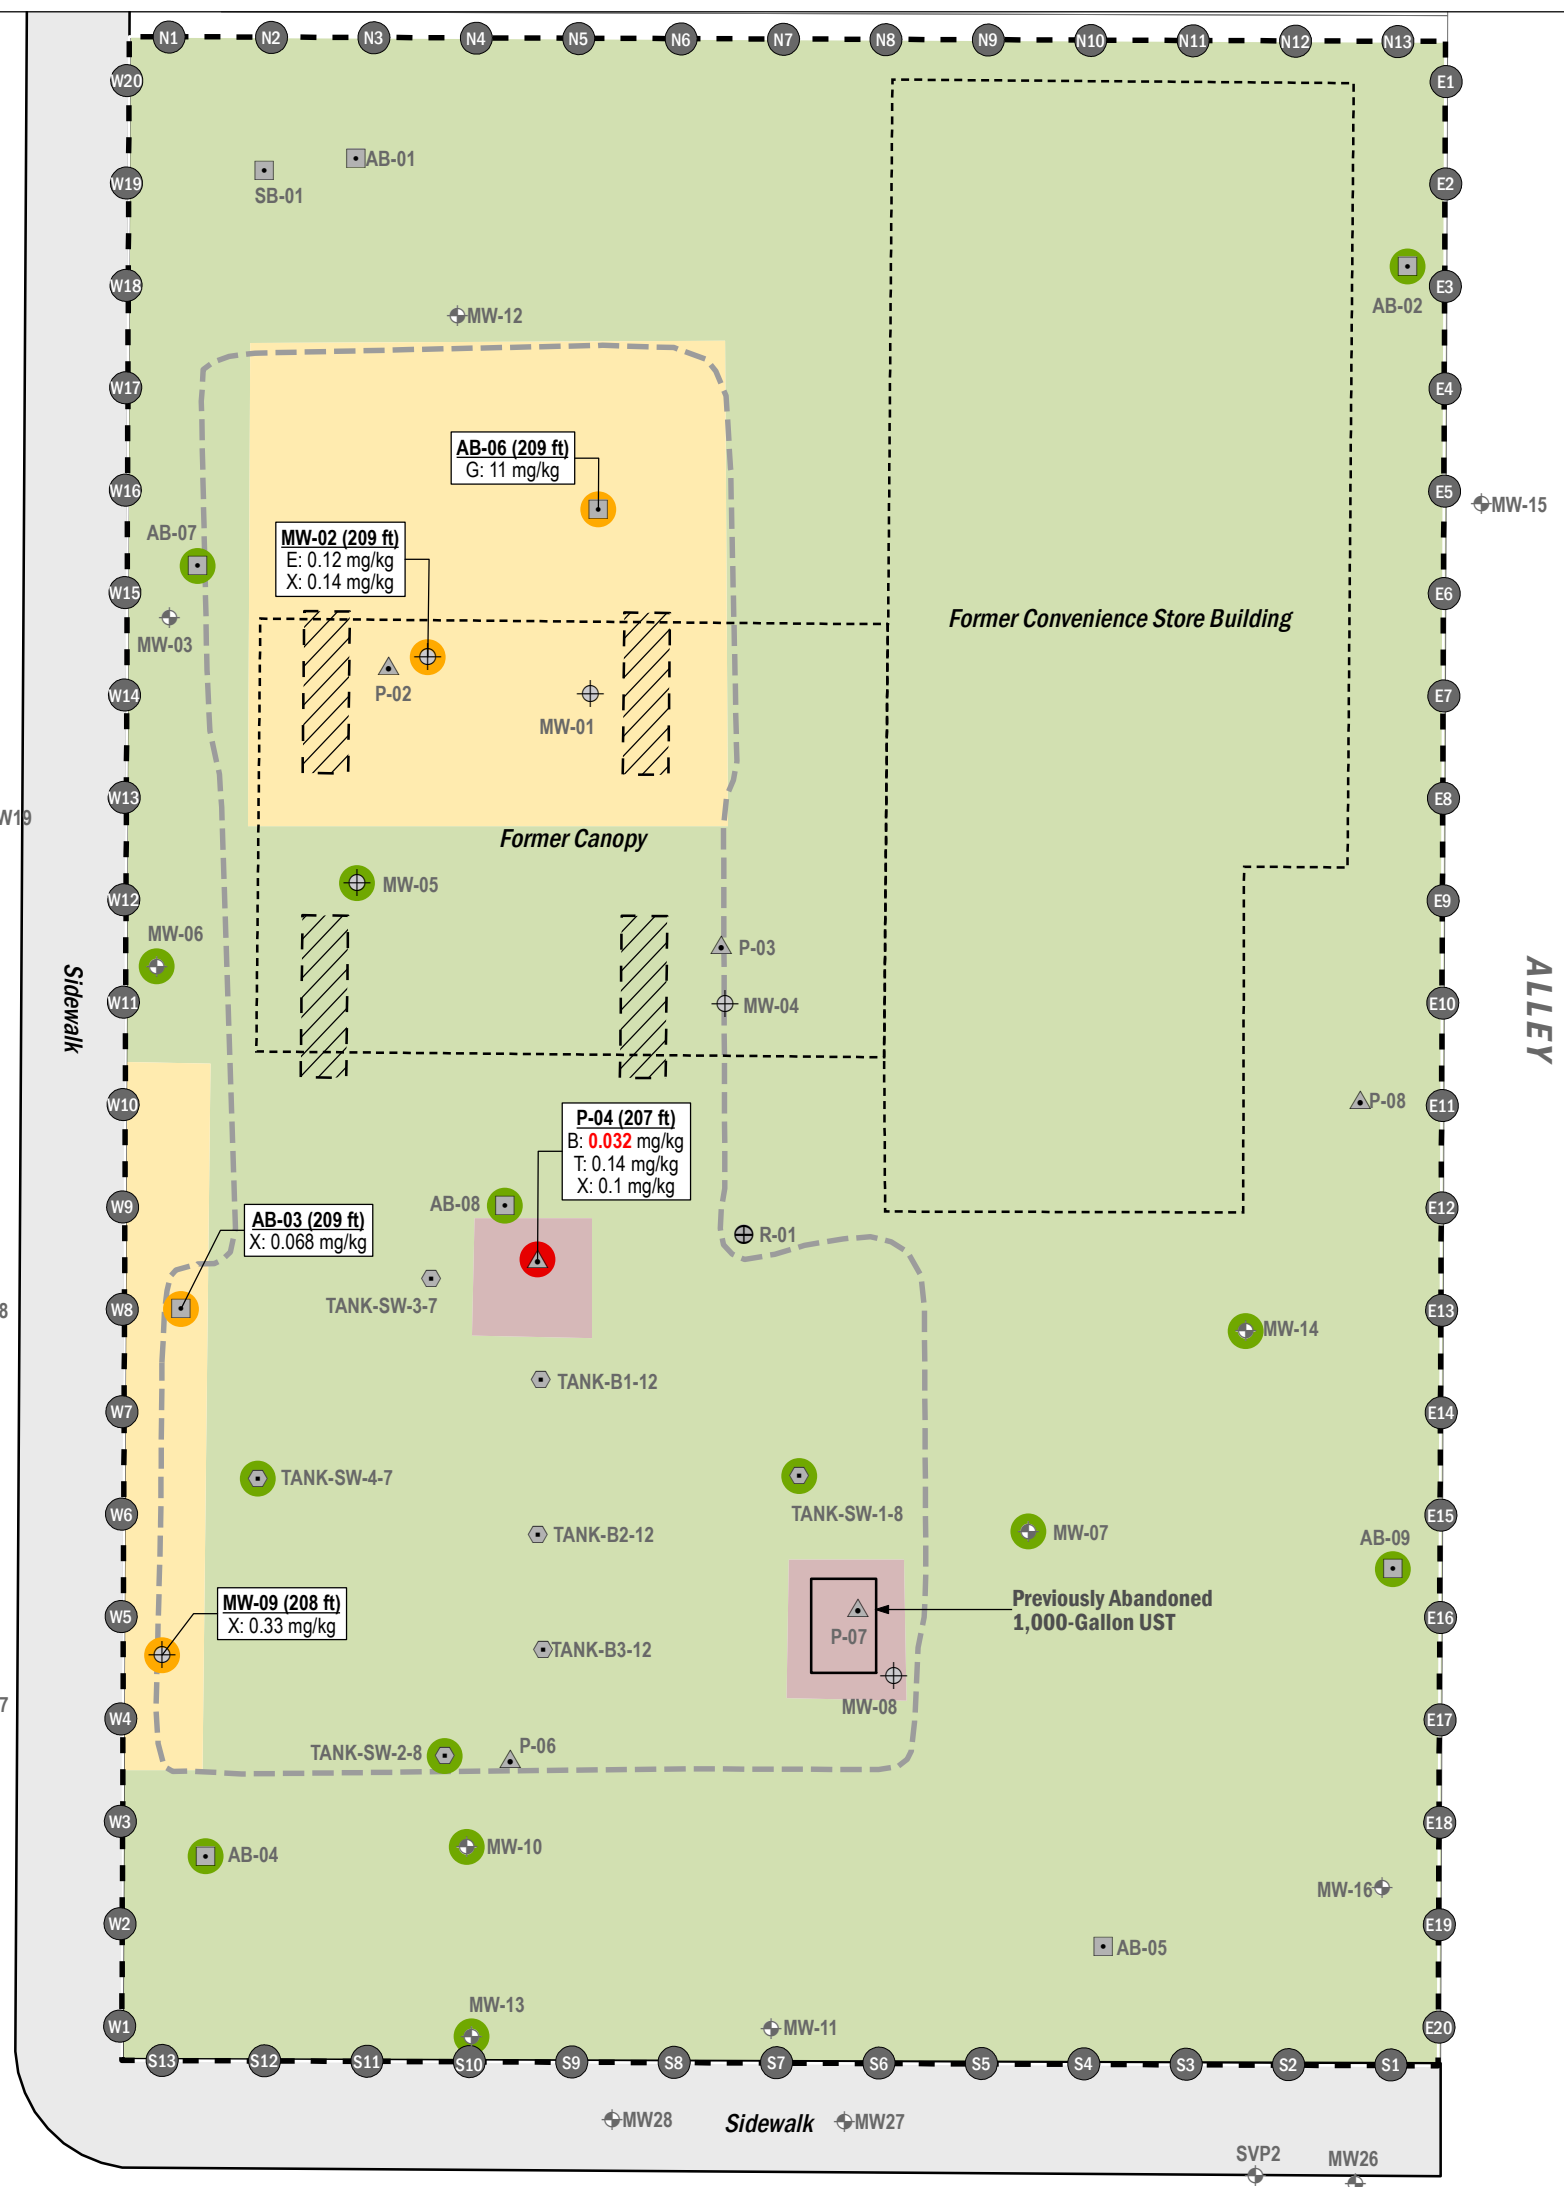 N1 N2 N3 N4 N5 N6 N7 N8 N9 N10 N11 N12 N13
W20
E1
AB-01
SB-01
W19
E2
W18
E3
AB-02
MW-12
W17
E4
AB-06 (209 ft)
G: 11 mg/kg
W16
E5
MW-15
AB-07
MW-02 (209 ft)
E: 0.12 mg/kg
X: 0.14 mg/kg
W15
E6
MW-03
Former Convenience Store Building
P-02
W14
E7
MW-01
W13
E8
W19
Former Canopy
MW-05
W12
E9
MW-06
P-03
Sidewalk
ALLEY
W11
MW-04
E10
W10
P-08
E11
P-04 (207 ft)
B: 0.032 mg/kg
T: 0.14 mg/kg
X: 0.1 mg/kg
W9
AB-08
E12
AB-03 (209 ft)
X: 0.068 mg/kg
R-01
TANK-SW-3-7
8
W8
E13
MW-14
TANK-B1-12
W7
E14
TANK-SW-4-7
TANK-SW-1-8
W6
E15
TANK-B2-12
MW-07
AB-09
MW-09 (208 ft)
X: 0.33 mg/kg
Previously Abandoned
1,000-Gallon UST
W5
E16
P-07
TANK-B3-12
MW-08
7
W4
E17
TANK-SW-2-8
P-06
W3
E18
MW-10
AB-04
MW-16
W2
E19
AB-05
MW-13
MW-11
W1
E20
S13 S12 S11 S10 S9 S8 S7 S6 S5 S4 S3 S2 S1
MW28
Sidewalk
MW27
SVP2
MW26